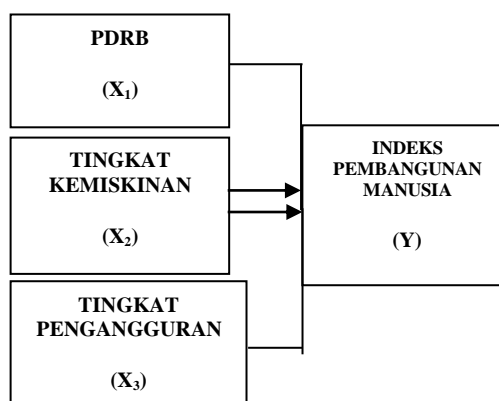 PDRB
(X₁)
TINGKAT
KEMISKINAN
(X₂)
TINGKAT
PENGANGGURAN
(X₃)
INDEKS
PEMBANGUNAN
MANUSIA
(Y)